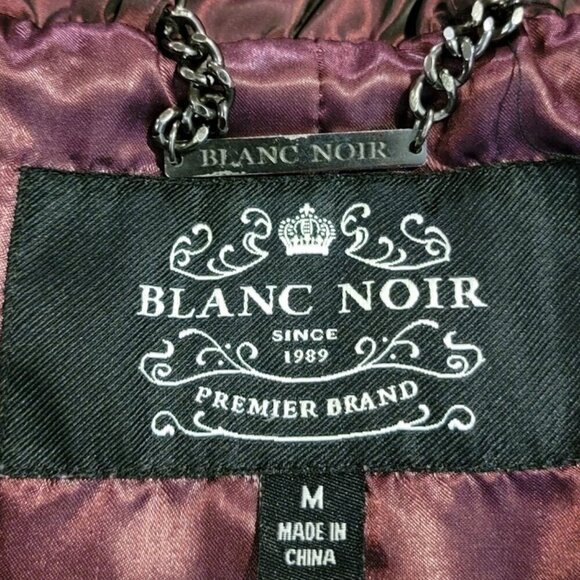 BLANC NOIR
BLANC NOIR
SINCE
1989
PREMIER BRAND
M
MADE IN
CHINA